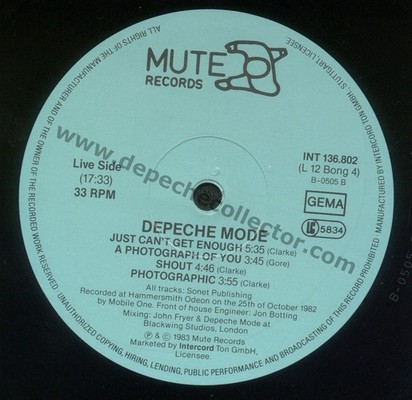 MUTE
RECORDS
Live Side
(17:33)
33 RPM
INT 136.802
(L 12 Bong 4)
B-0505 B
GEMA
LC 5834
DEPECHE MODE
JUST CAN'T GET ENOUGH 5:35 (Clarke)
A PHOTOGRAPH OF YOU 3:45 (Gore)
SHOUT 4:46 (Clarke)
PHOTOGRAPHIC 3:55 (Clarke)
All tracks: Sonet Publishing
Recorded at Hammersmith Odeon on the 25th of October 1982
by Mobile One. Front of house Engineer: Jon Botting
Mixing: John Fryer & Depeche Mode at
Blackwing Studios, London
℗ & © 1983 Mute Records
Marketed by Intercord Ton GmbH,
Licensee.
ALL RIGHTS OF THE MANUFACTURER AND OF THE OWNER OF THE RECORDED WORK RESERVED · UNAUTHORIZED COPYING, HIRING, LENDING, PUBLIC PERFORMANCE AND BROADCASTING OF THIS RECORD PROHIBITED · MANUFACTURED BY INTERCORD TON GMBH, STUTTGART, LICENSEE.
www.depechecollector.com
B-0505